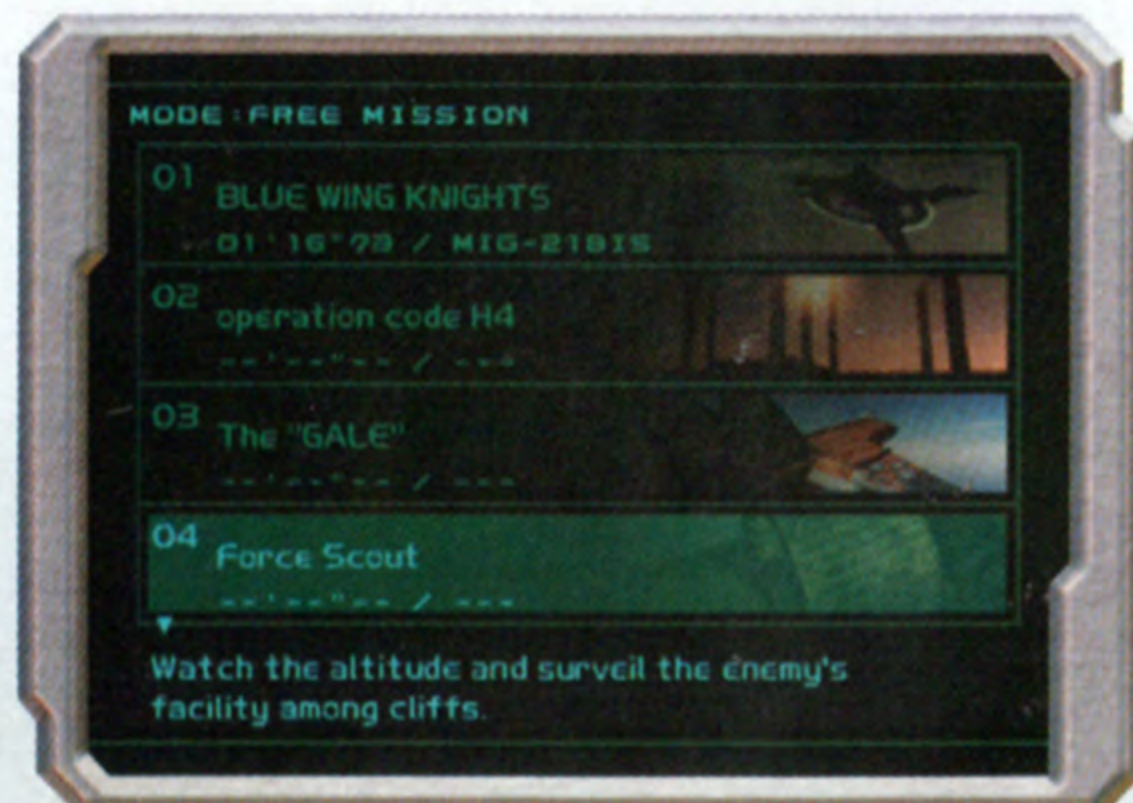 MODE:FREE MISSION
01
BLUE WING KNIGHTS
01'16"73 / MIG-21BIS
02
operation code H4
--'--"-- / ---
03
The "GALE"
--'--"-- / ---
04
Force Scout
--'--"-- / ---
Watch the altitude and surveil the enemy's
facility among cliffs.